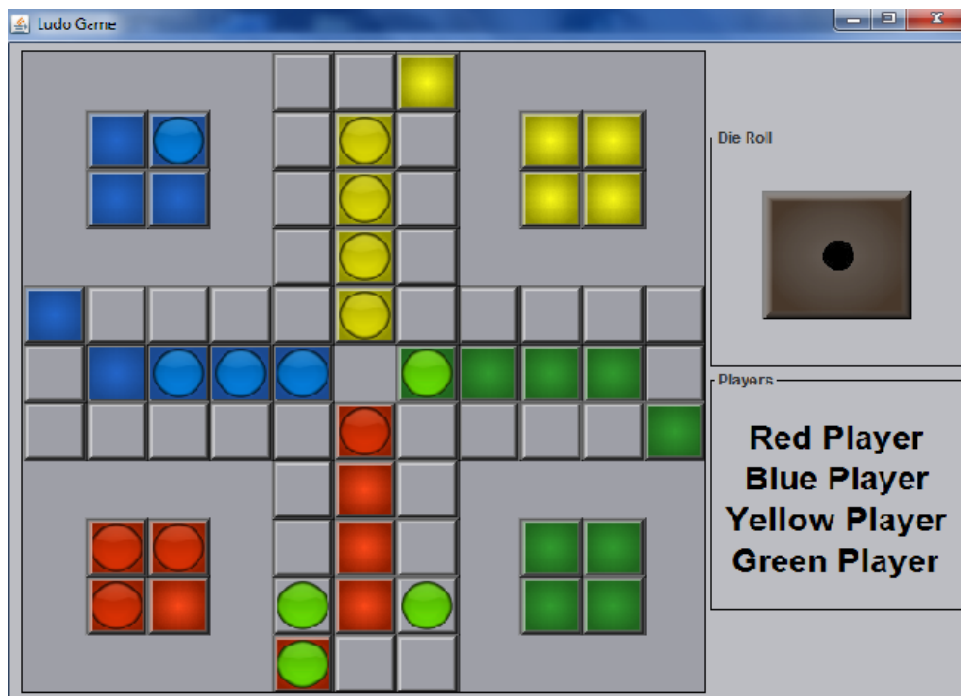 Ludo Game
Die Roll
Players
Red Player
Blue Player
Yellow Player
Green Player